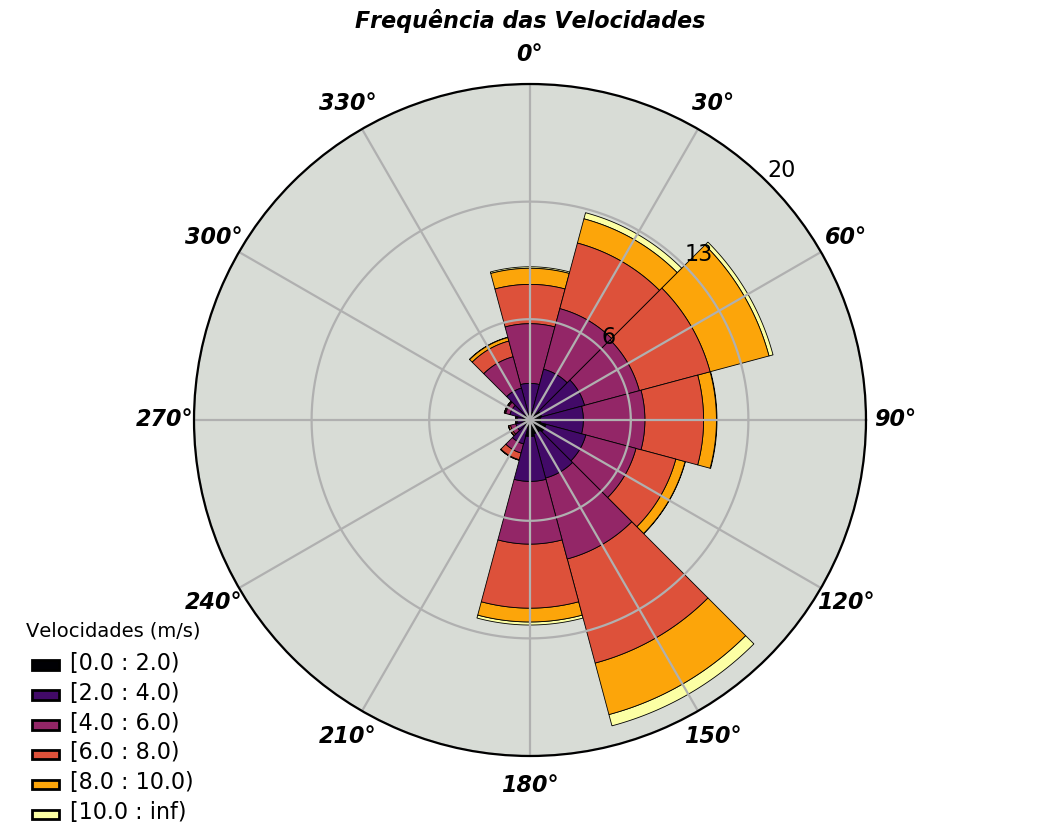 Frequência das Velocidades
0°
330°
30°
20
300°
60°
13
6
270°
90°
240°
120°
210°
150°
180°
Velocidades (m/s)
[0.0 : 2.0)
[2.0 : 4.0)
[4.0 : 6.0)
[6.0 : 8.0)
[8.0 : 10.0)
[10.0 : inf)